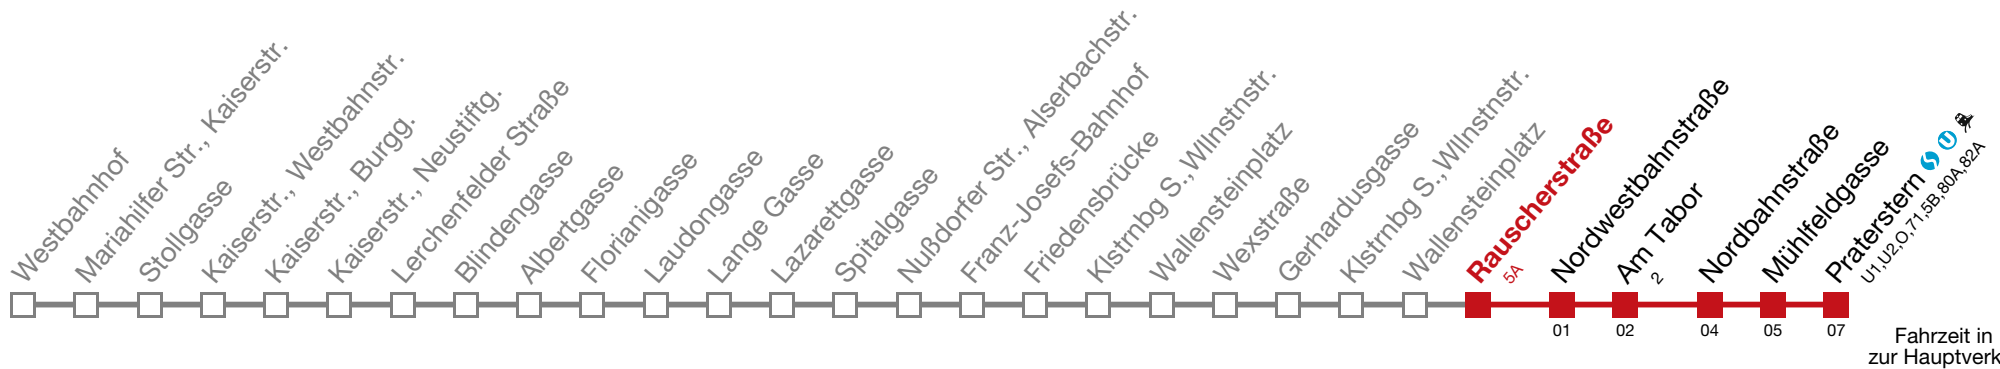 Westbahnhof
Mariahilfer Str., Kaiserstr.
Stollgasse
Kaiserstr., Westbahnstr.
Kaiserstr., Burgg.
Kaiserstr., Neustiftg.
Lerchenfelder Straße
Blindengasse
Albertgasse
Florianigasse
Laudongasse
Lange Gasse
Lazarettgasse
Spitalgasse
Nußdorfer Str., Alserbachstr.
Franz-Josefs-Bahnhof
Friedensbrücke
Klstrnbg S., Wllnstnstr.
Wallensteinplatz
Wexstraße
Gerhardusgasse
Klstrnbg S., Wllnstnstr.
Wallensteinplatz
Rauscherstraße
5A
Nordwestbahnstraße
Am Tabor
2
Nordbahnstraße
Mühlfeldgasse
Praterstern S U
U1,U2,O,71,5B,80A,82A
01
02
04
05
07
Fahrzeit in
zur Hauptverk